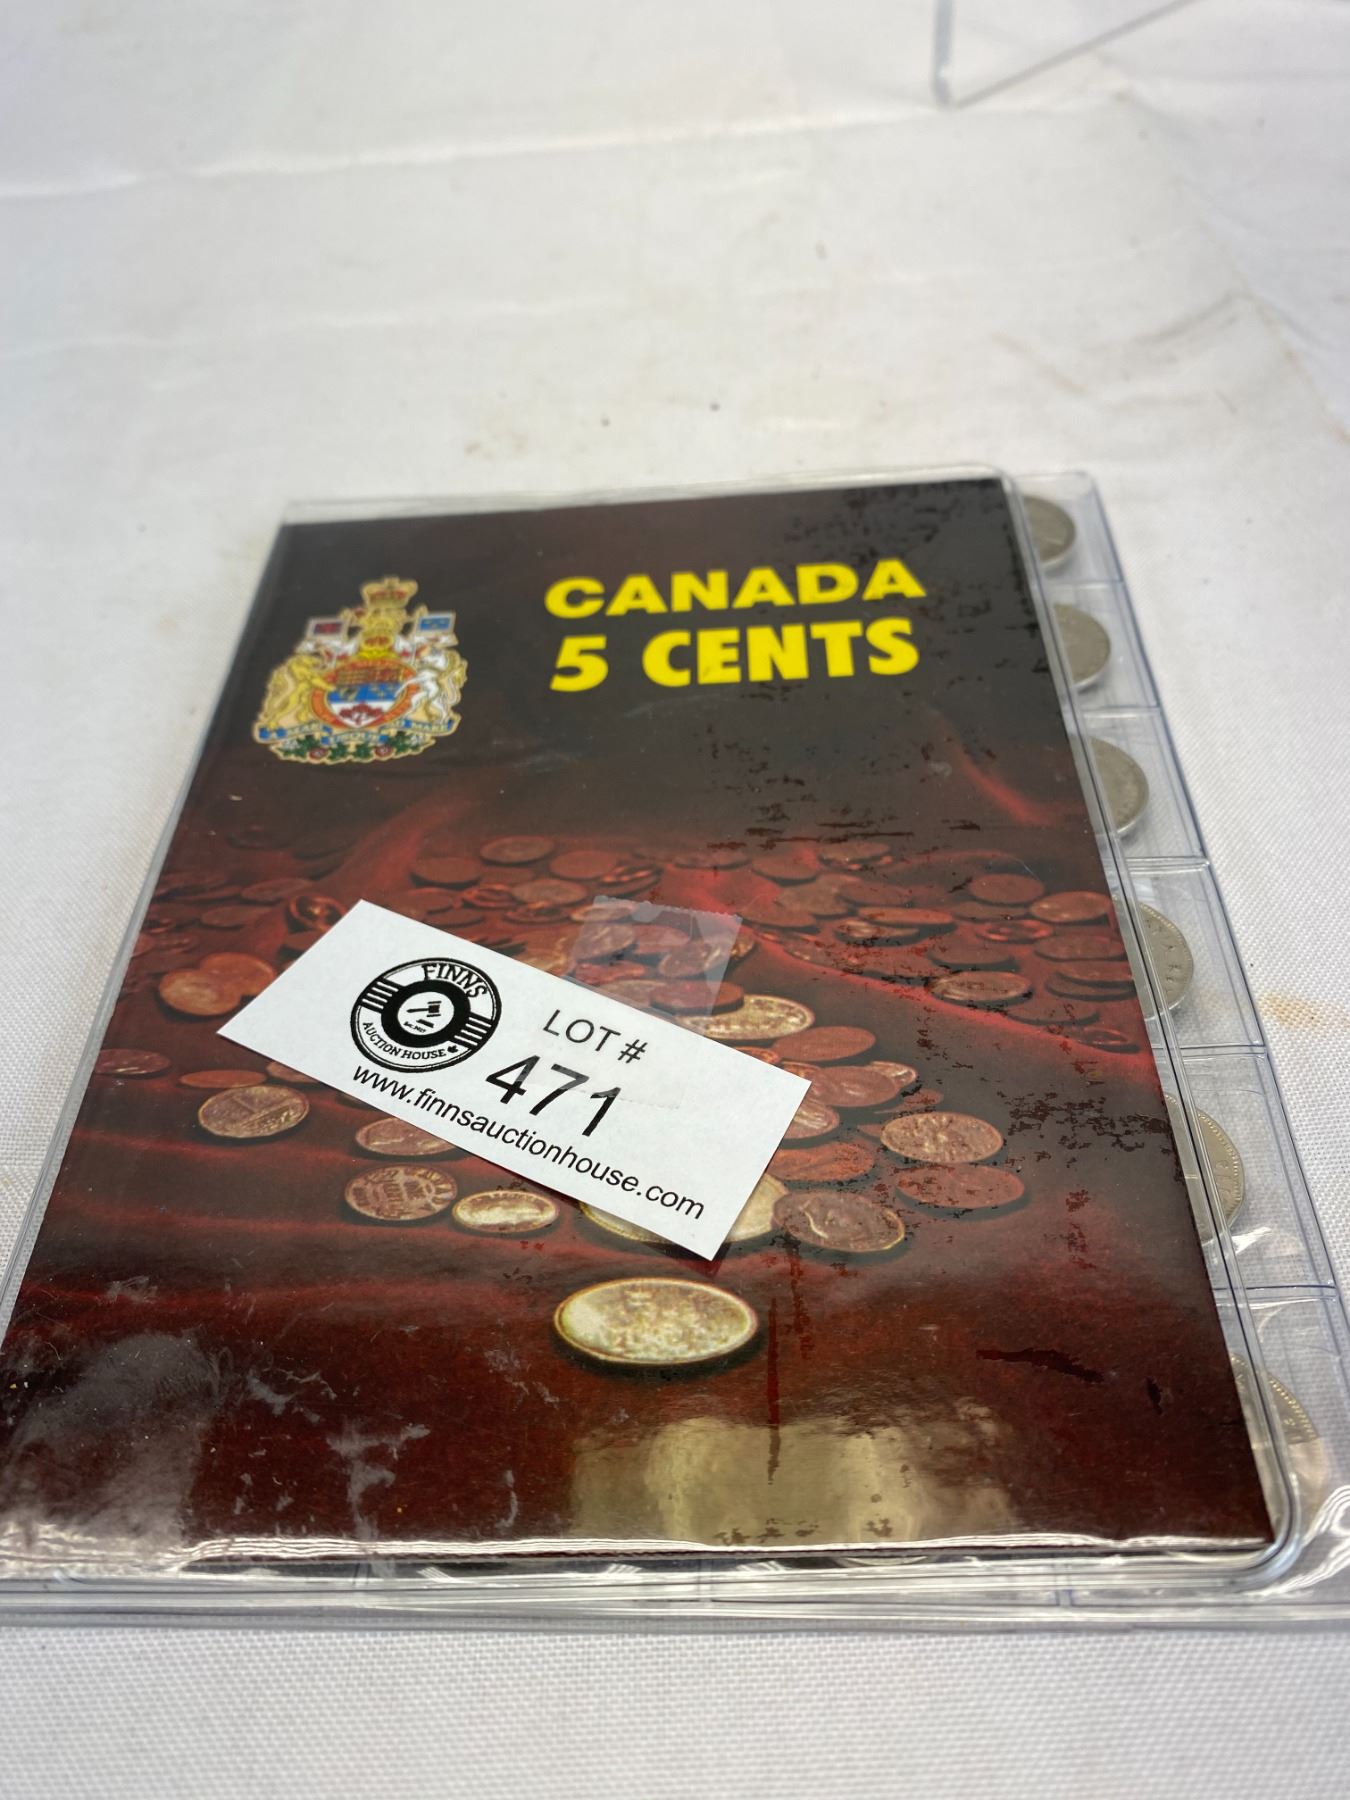 CANADA
5 CENTS
FINNS
AUCTION HOUSE
LOT #
471
www.finnsauctionhouse.com